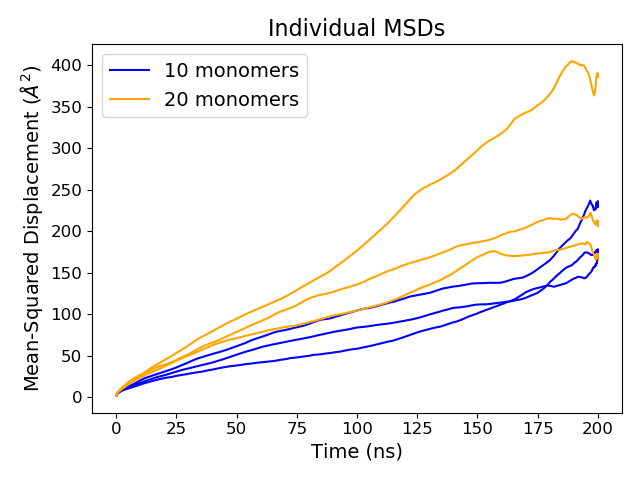 Individual MSDs
10 monomers
20 monomers
Mean-Squared Displacement (Å²)
400
350
300
250
200
150
100
50
0
0 25 50 75 100 125 150 175 200
Time (ns)